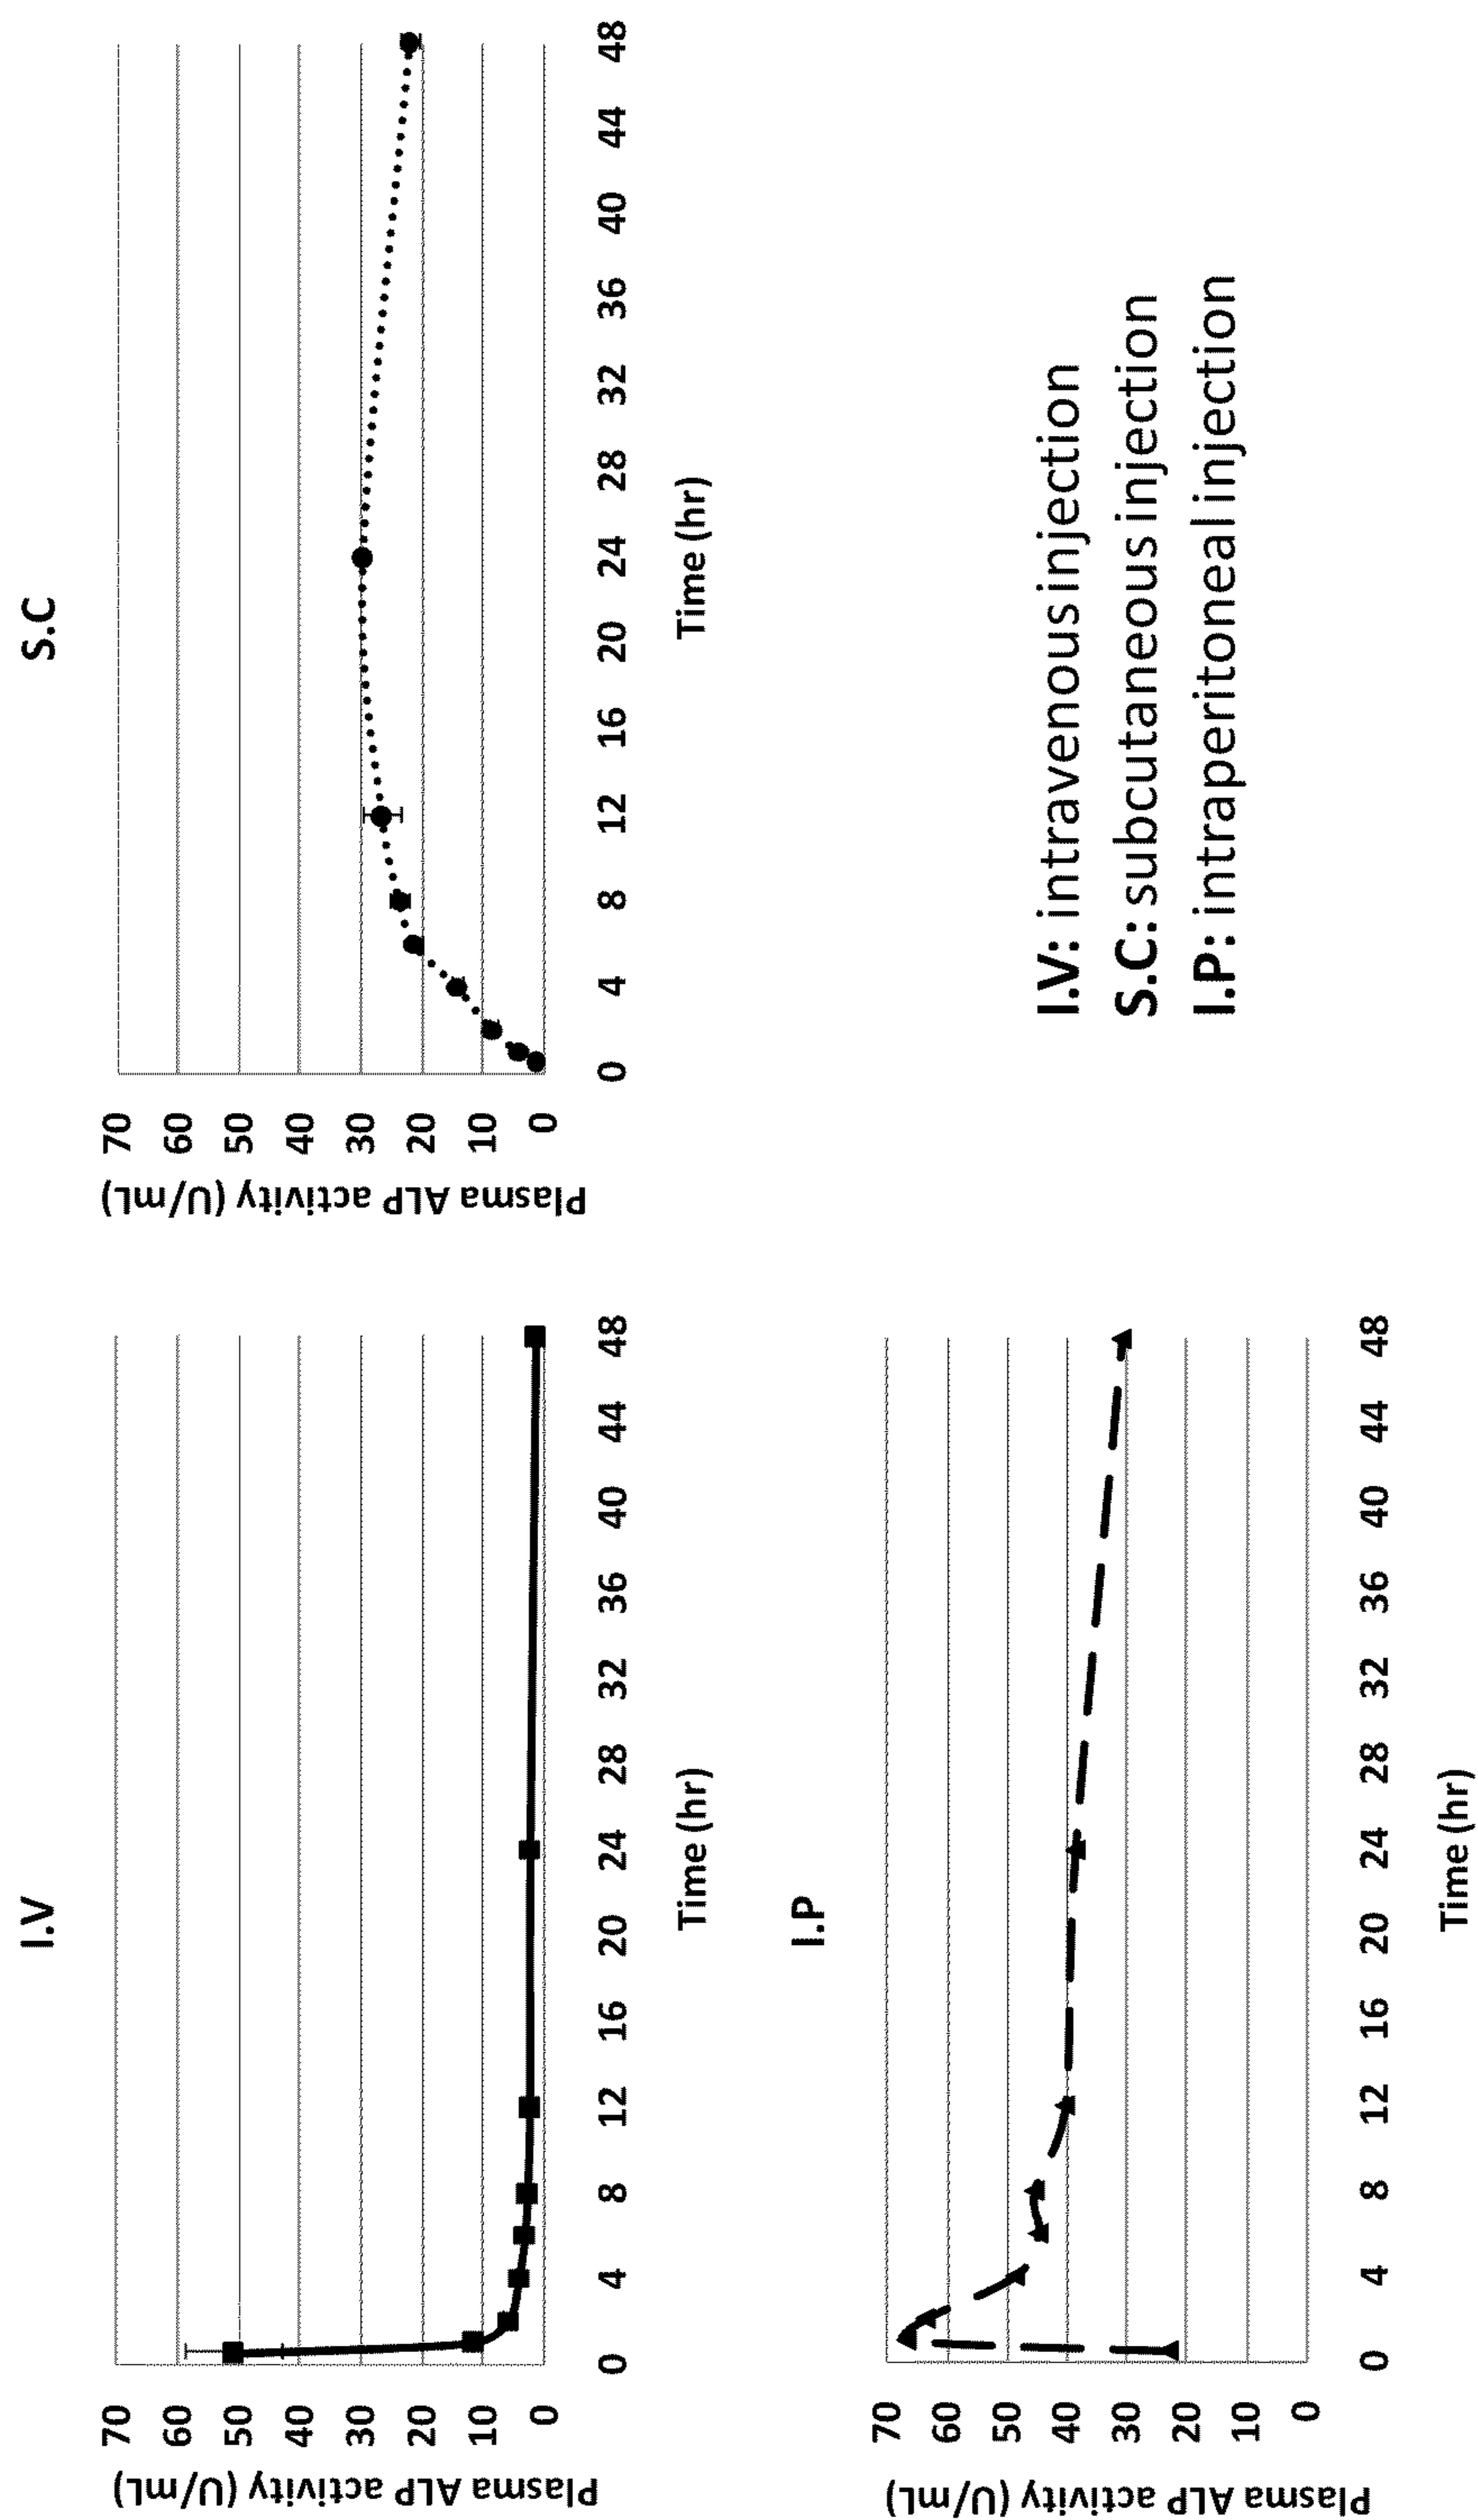 I.V
Plasma ALP activity (U/mL)
70
60
50
40
30
20
10
0
0 4 8 12 16 20 24 28 32 36 40 44 48
Time (hr)
S.C
Plasma ALP activity (U/mL)
70
60
50
40
30
20
10
0
0 4 8 12 16 20 24 28 32 36 40 44 48
Time (hr)
I.P
Plasma ALP activity (U/mL)
70
60
50
40
30
20
10
0
0 4 8 12 16 20 24 28 32 36 40 44 48
Time (hr)
I.V: intravenous injection
S.C: subcutaneous injection
I.P: intraperitoneal injection